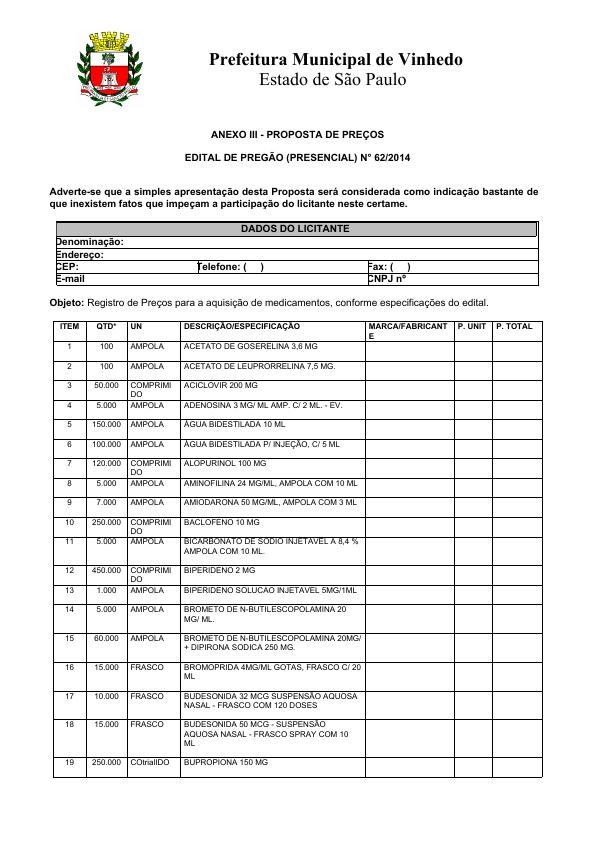 Prefeitura Municipal de Vinhedo
Estado de São Paulo
ANEXO III - PROPOSTA DE PREÇOS
EDITAL DE PREGÃO (PRESENCIAL) N° 62/2014
Adverte-se que a simples apresentação desta Proposta será considerada como indicação bastante de
que inexistem fatos que impeçam a participação do licitante neste certame.
DADOS DO LICITANTE
Denominação:
Endereço:
CEP: Telefone: ( ) Fax: ( )
E-mail CNPJ nº
Objeto: Registro de Preços para a aquisição de medicamentos, conforme especificações do edital.
ITEM QTD* UN DESCRIÇÃO/ESPECIFICAÇÃO MARCA/FABRICANT P. UNIT P. TOTAL
E
1 100 AMPOLA ACETATO DE GOSERELINA 3,6 MG
2 100 AMPOLA ACETATO DE LEUPRORRELINA 7,5 MG.
3 50.000 COMPRIMI ACICLOVIR 200 MG
DO
4 5.000 AMPOLA ADENOSINA 3 MG/ ML AMP. C/ 2 ML. - EV.
5 150.000 AMPOLA ÁGUA BIDESTILADA 10 ML
6 100.000 AMPOLA ÁGUA BIDESTILADA P/ INJEÇÃO, C/ 5 ML
7 120.000 COMPRIMI ALOPURINOL 100 MG
DO
8 5.000 AMPOLA AMINOFILINA 24 MG/ML, AMPOLA COM 10 ML
9 7.000 AMPOLA AMIODARONA 50 MG/ML, AMPOLA COM 3 ML
10 250.000 COMPRIMI BACLOFENO 10 MG
DO
11 5.000 AMPOLA BICARBONATO DE SODIO INJETAVEL A 8,4 %
AMPOLA COM 10 ML.
12 450.000 COMPRIMI BIPERIDENO 2 MG
DO
13 1.000 AMPOLA BIPERIDENO SOLUCAO INJETAVEL 5MG/1ML
14 5.000 AMPOLA BROMETO DE N-BUTILESCOPOLAMINA 20
MG/ ML.
15 60.000 AMPOLA BROMETO DE N-BUTILESCOPOLAMINA 20MG/
+ DIPIRONA SODICA 250 MG.
16 15.000 FRASCO BROMOPRIDA 4MG/ML GOTAS, FRASCO C/ 20
ML
17 10.000 FRASCO BUDESONIDA 32 MCG SUSPENSÃO AQUOSA
NASAL - FRASCO COM 120 DOSES
18 15.000 FRASCO BUDESONIDA 50 MCG - SUSPENSÃO
AQUOSA NASAL - FRASCO SPRAY COM 10
ML
19 250.000 COtrialIDO BUPROPIONA 150 MG